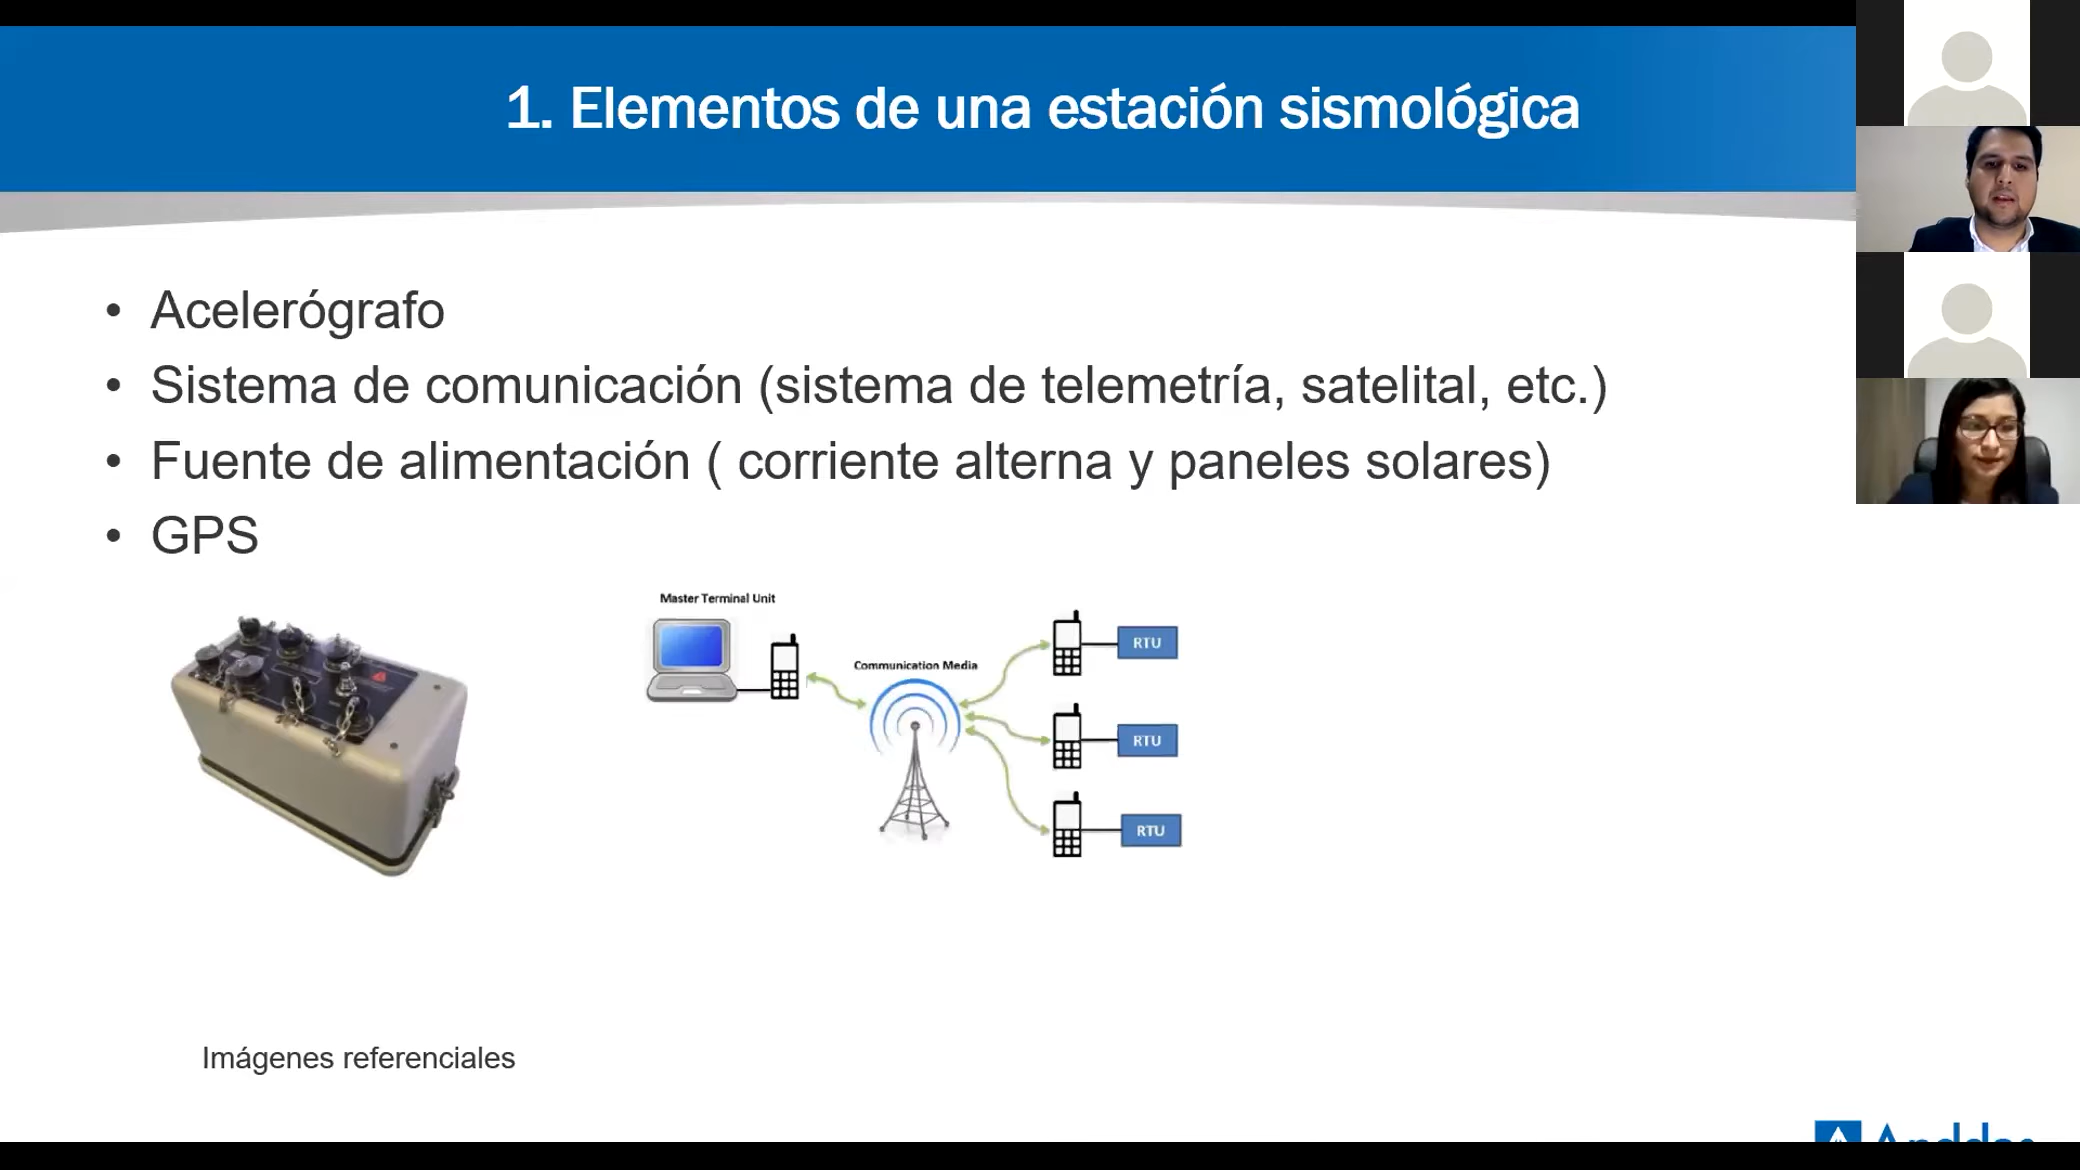 1. Elementos de una estación sismológica
• Acelerógrafo
• Sistema de comunicación (sistema de telemetría, satelital, etc.)
• Fuente de alimentación ( corriente alterna y paneles solares)
• GPS
Master Terminal Unit
Communication Media
RTU
RTU
RTU
Imágenes referenciales